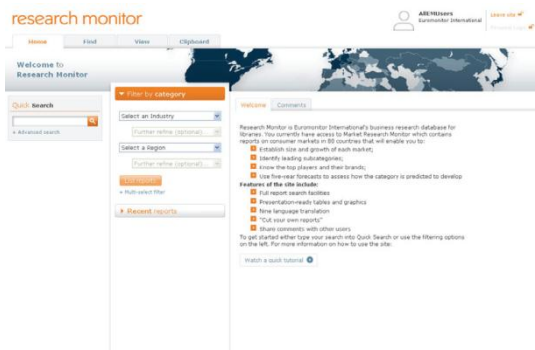 research monitor
AREMUsers
Euromonitor International
Leave site
Home
Find
View
Clipboard
Welcome to
Research Monitor
Quick Search
Advanced search
Filter by category
Select an Industry
Further refine (optional)...
Select a Region
Further refine (optional)...
Multi-select filter
Recent reports
Welcome
Comments
Research Monitor is Euromonitor International's business research database for
libraries. You currently have access to Market Research Monitor which contains
reports on consumer markets in 80 countries that will enable you to:
Establish size and growth of each market;
Identify leading subcategories;
Know the top players and their brands;
Use five-year forecasts to assess how the category is predicted to develop
Features of the site include:
Full report search facilities
Presentation-ready tables and graphics
Nine language translation
"Cut your own reports"
Share comments with other users
To get started either type your search into Quick Search or use the filtering options
on the left. For more information on how to use the site:
Watch a quick tutorial